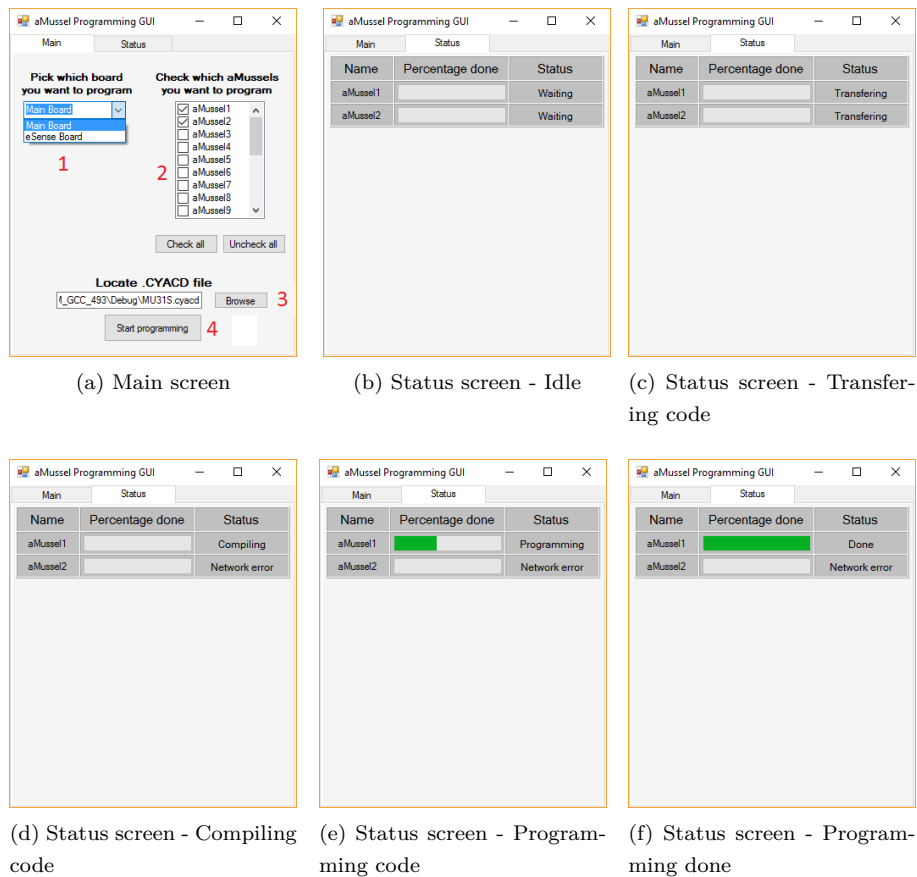 aMussel Programming GUI
Main Status
Pick which board
you want to program
Check which aMussels
you want to program
Main Board
Main Board
eSense Board
1
2
aMussel1
aMussel2
aMussel3
aMussel4
aMussel5
aMussel6
aMussel7
aMussel8
aMussel9
Check all Uncheck all
Locate .CYACD file
M_GCC_493\Debug\MU31S.cyacd Browse 3
Start programming 4
(a) Main screen
aMussel Programming GUI
Main Status
Name Percentage done Status
aMussel1 Waiting
aMussel2 Waiting
(b) Status screen - Idle
aMussel Programming GUI
Main Status
Name Percentage done Status
aMussel1 Transfering
aMussel2 Transfering
(c) Status screen - Transfer-
ing code
aMussel Programming GUI
Main Status
Name Percentage done Status
aMussel1 Compiling
aMussel2 Network error
(d) Status screen - Compiling
code
aMussel Programming GUI
Main Status
Name Percentage done Status
aMussel1 Programming
aMussel2 Network error
(e) Status screen - Program-
ming code
aMussel Programming GUI
Main Status
Name Percentage done Status
aMussel1 Done
aMussel2 Network error
(f) Status screen - Program-
ming done